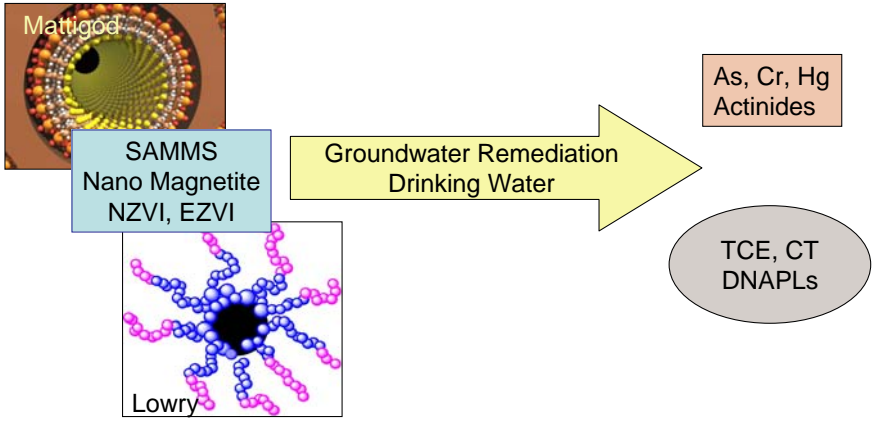 Mattigod
SAMMS
Nano Magnetite
NZVI, EZVI
Groundwater Remediation
Drinking Water
As, Cr, Hg
Actinides
TCE, CT
DNAPLs
Lowry